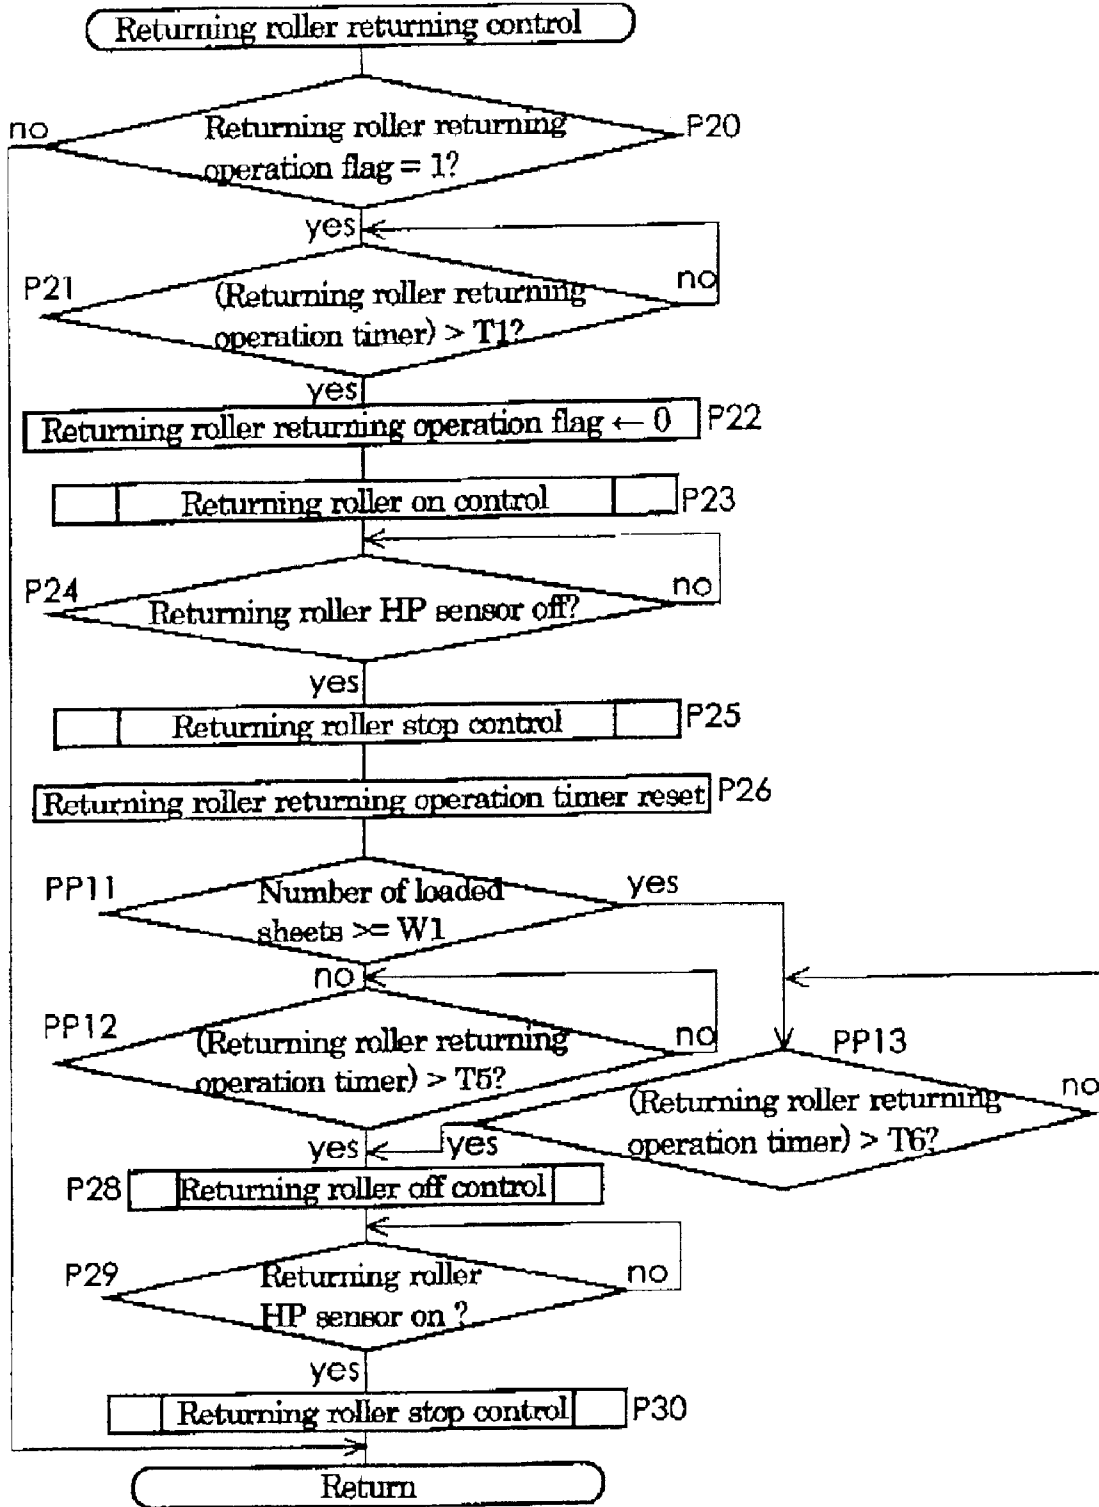 Returning roller returning control
no
Returning roller returning
operation flag = 1?
P20
yes
P21
(Returning roller returning
operation timer) > T1?
no
yes
Returning roller returning operation flag ← 0
P22
Returning roller on control
P23
P24
Returning roller HP sensor off?
no
yes
Returning roller stop control
P25
Returning roller returning operation timer reset
P26
PP11
Number of loaded
sheets >= W1
yes
no
PP12
(Returning roller returning
operation timer) > T5?
no
PP13
(Returning roller returning
operation timer) > T6?
no
yes
yes
P28
Returning roller off control
P29
Returning roller
HP sensor on ?
no
yes
Returning roller stop control
P30
Return